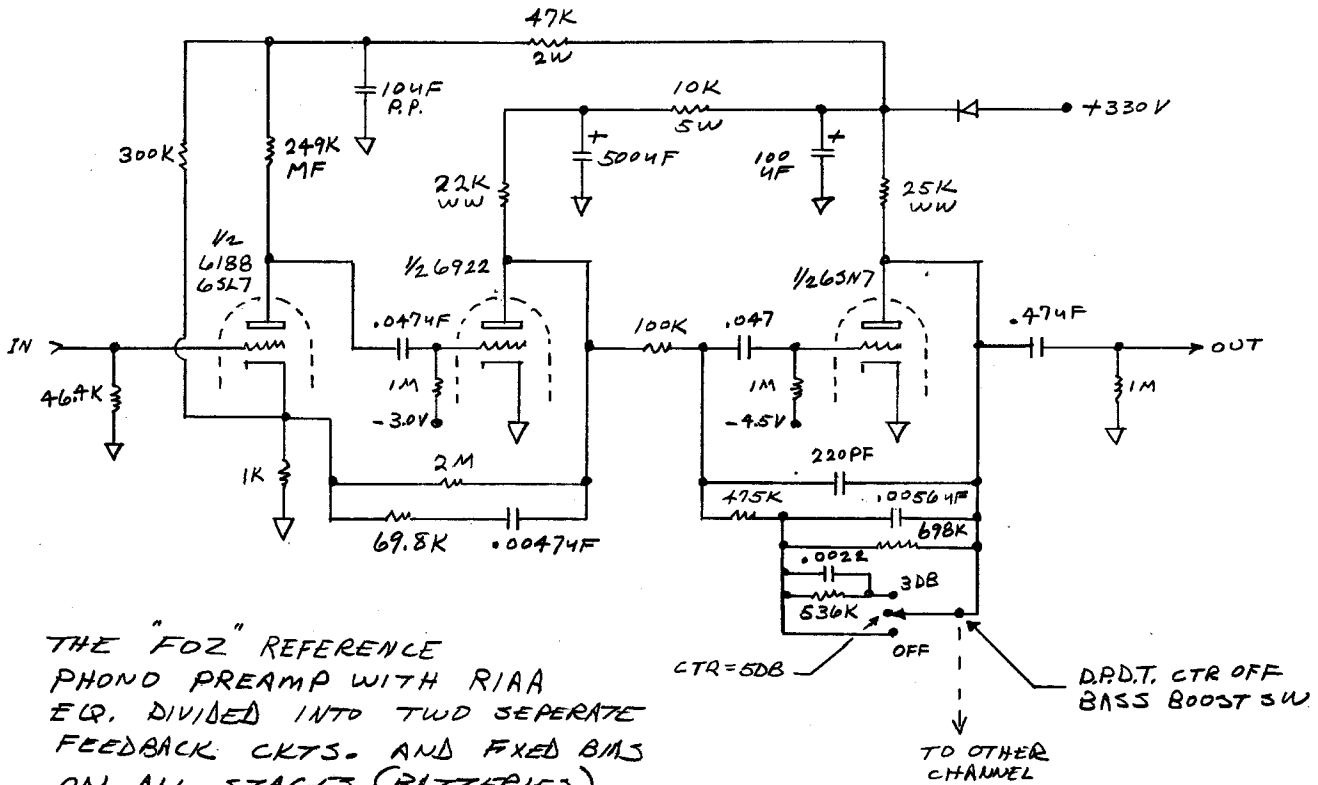 47K
2W
10UF
P.P.
10K
5W
+330V
300K
249K
MF
+
500UF
100
UF
+
22K
WW
25K
WW
1/2
6188
6SL7
1/2 6922
1/2 6SN7
.047UF
100K
.047
.47UF
IN
OUT
46.4K
1M
-3.0V
1M
-4.5V
1M
1K
2M
220PF
69.8K
.0047UF
475K
.0056UF
698K
.0022
3DB
536K
OFF
CTR=5DB
D.P.D.T. CTR OFF
BASS BOOST SW
TO OTHER
CHANNEL
THE "FOZ" REFERENCE
PHONO PREAMP WITH RIAA
EQ. DIVIDED INTO TWO SEPERATE
FEEDBACK CKTS. AND FIXED BIAS
ON ALL STAGES (BATTERIES)